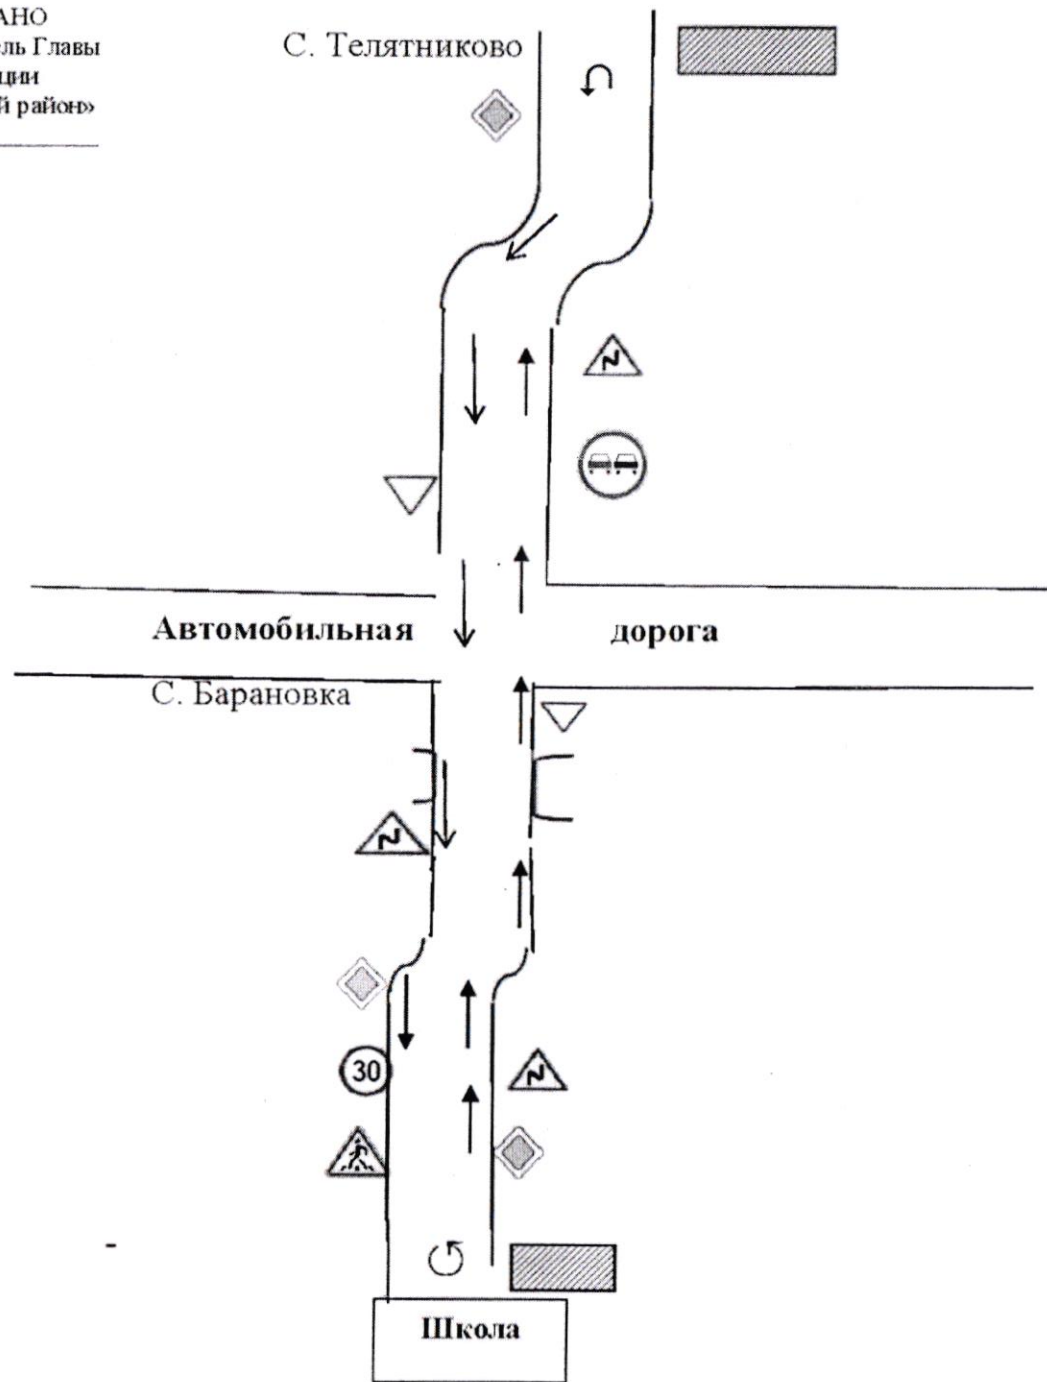 АНО
ль Главы
ции
й район»
С. Телятниково
Автомобильная дорога
С. Барановка
30
Школа